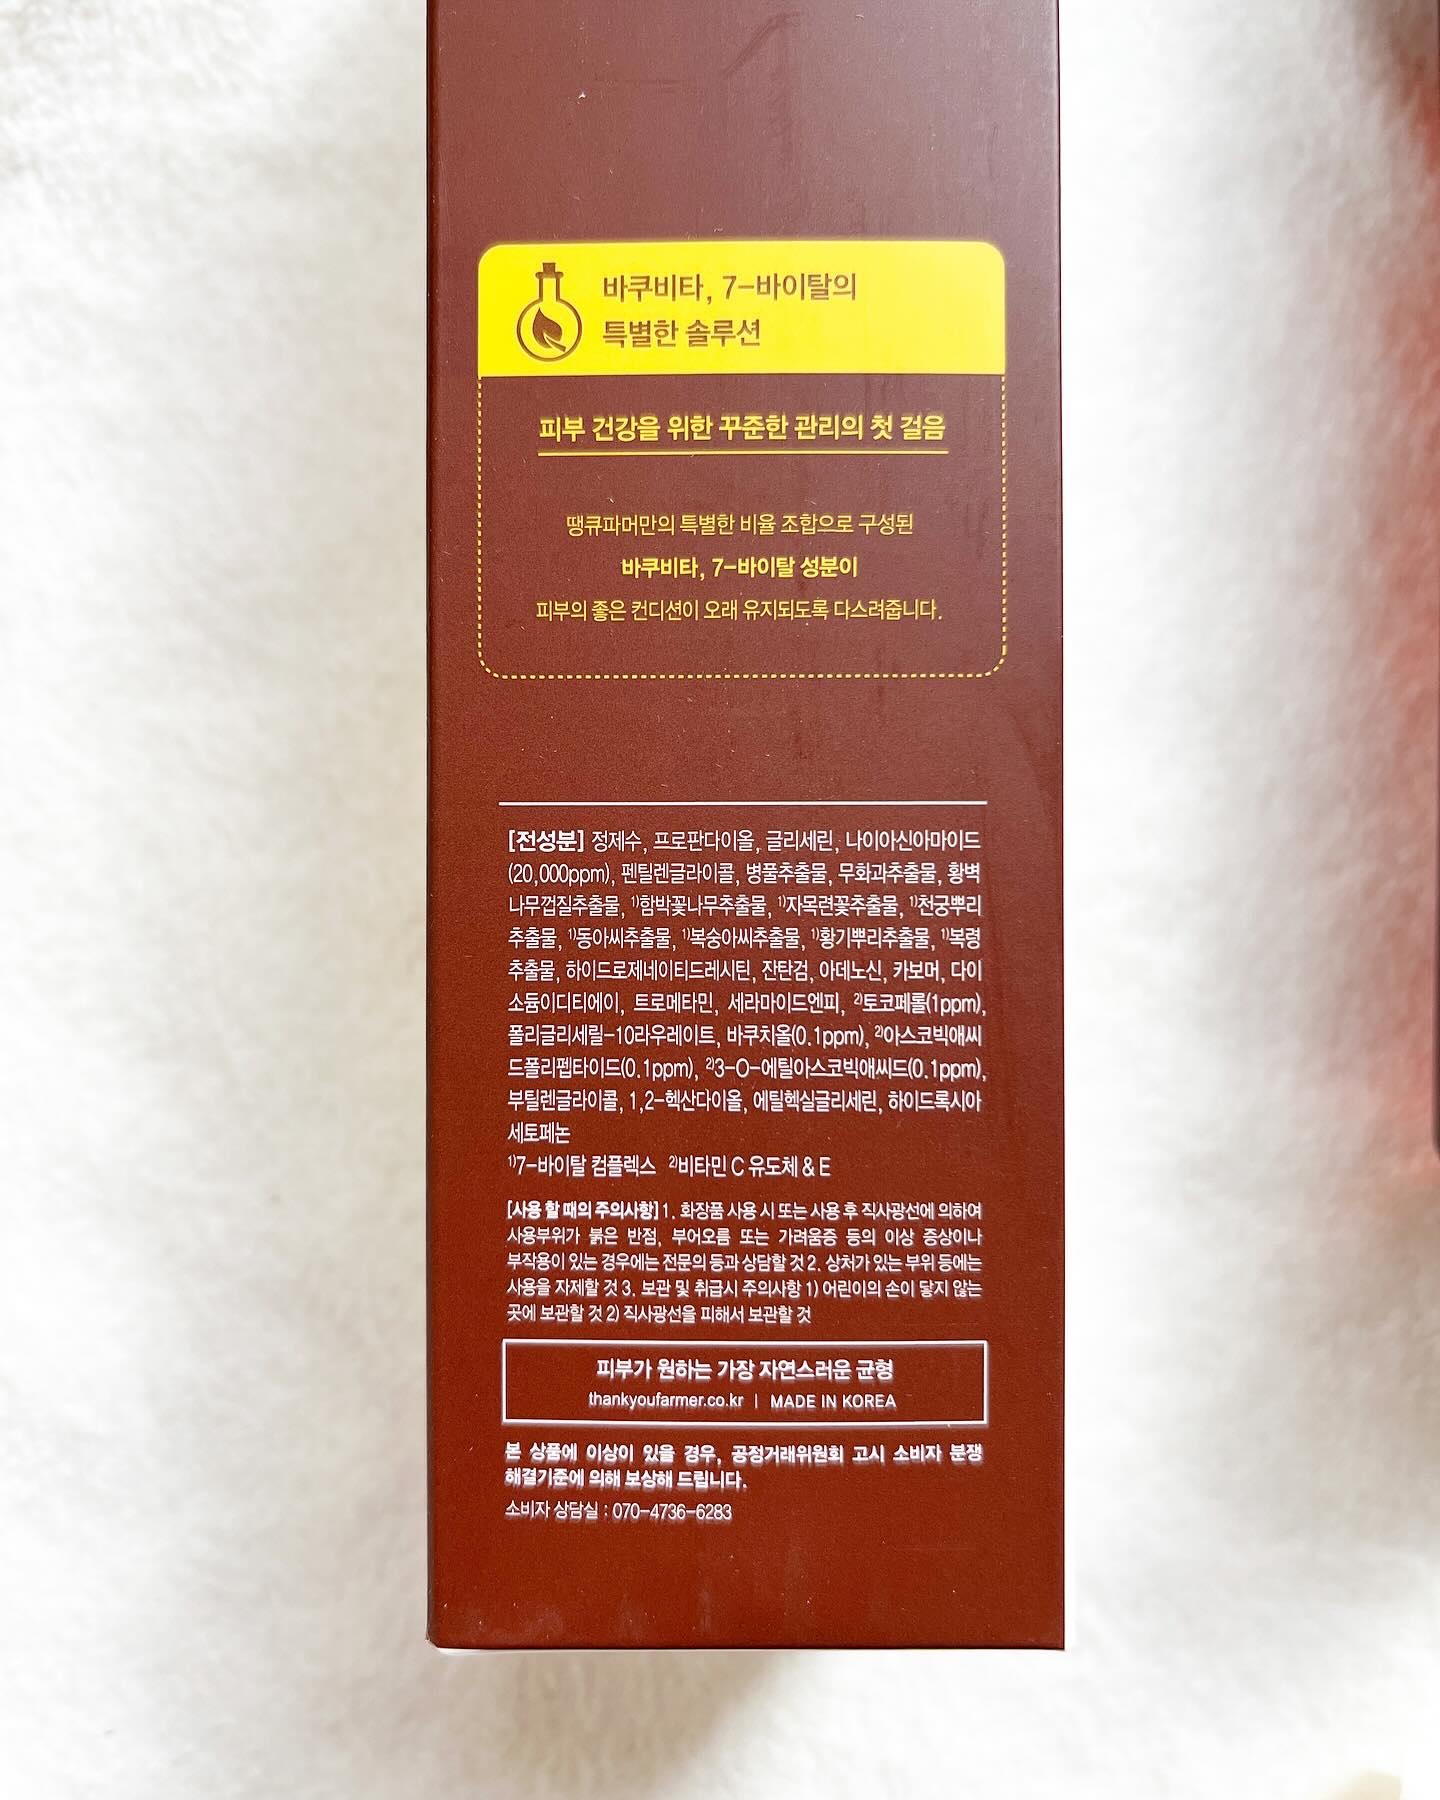 바쿠비타, 7-바이탈의
특별한 솔루션
피부 건강을 위한 꾸준한 관리의 첫 걸음
땡큐파머만의 특별한 비율 조합으로 구성된
바쿠비타, 7-바이탈 성분이
피부의 좋은 컨디션이 오래 유지되도록 다스려줍니다.
[전성분] 정제수, 프로판다이올, 글리세린, 나이아신아마이드
(20,000ppm), 펜틸렌글라이콜, 병풀추출물, 무화과추출물, 황벽
나무껍질추출물, ¹⁾함박꽃나무추출물, ¹⁾자목련꽃추출물, ¹⁾천궁뿌리
추출물, ¹⁾동아씨추출물, ¹⁾복숭아씨추출물, ¹⁾황기뿌리추출물, ¹⁾복령
추출물, 하이드로제네이티드레시틴, 잔탄검, 아데노신, 카보머, 다이
소듐이디티에이, 트로메타민, 세라마이드엔피, ²⁾토코페롤(1ppm),
폴리글리세릴-10라우레이트, 바쿠치올(0.1ppm), ²⁾아스코빅애씨
드폴리펩타이드(0.1ppm), ²⁾3-O-에틸아스코빅애씨드(0.1ppm),
부틸렌글라이콜, 1,2-헥산다이올, 에틸헥실글리세린, 하이드록시아
세토페논
¹⁾7-바이탈 컴플렉스 ²⁾비타민 C 유도체 & E
[사용 할 때의 주의사항] 1. 화장품 사용 시 또는 사용 후 직사광선에 의하여
사용부위가 붉은 반점, 부어오름 또는 가려움증 등의 이상 증상이나
부작용이 있는 경우에는 전문의 등과 상담할 것 2. 상처가 있는 부위 등에는
사용을 자제할 것 3. 보관 및 취급시 주의사항 1) 어린이의 손이 닿지 않는
곳에 보관할 것 2) 직사광선을 피해서 보관할 것
피부가 원하는 가장 자연스러운 균형
thankyoufarmer.co.kr | MADE IN KOREA
본 상품에 이상이 있을 경우, 공정거래위원회 고시 소비자 분쟁
해결기준에 의해 보상해 드립니다.
소비자 상담실 : 070-4736-6283